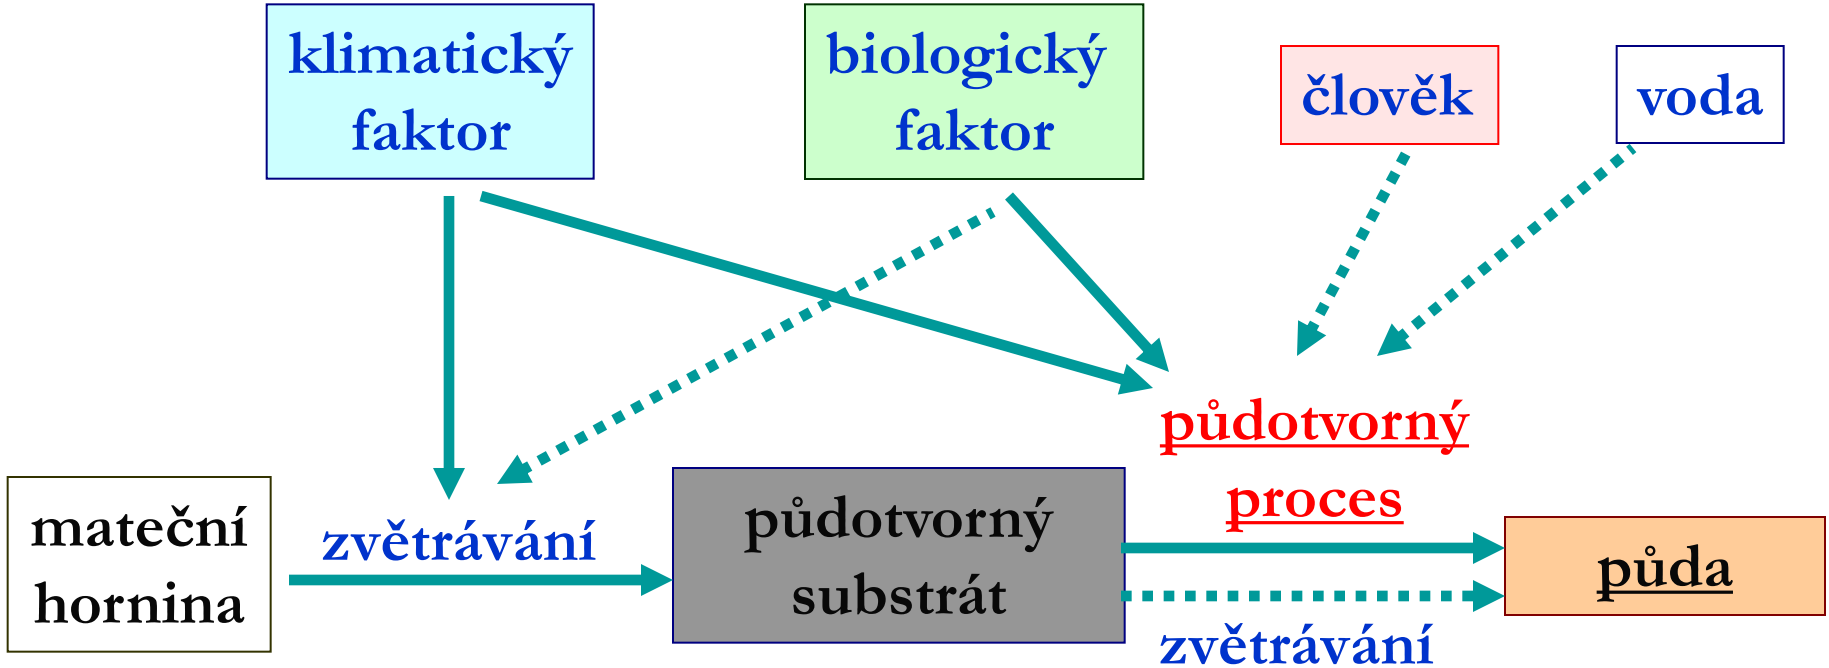 klimatický
faktor
biologický
faktor
člověk
voda
půdotvorný
proces
mateční
hornina
zvětrávání
půdotvorný
substrát
půda
zvětrávání